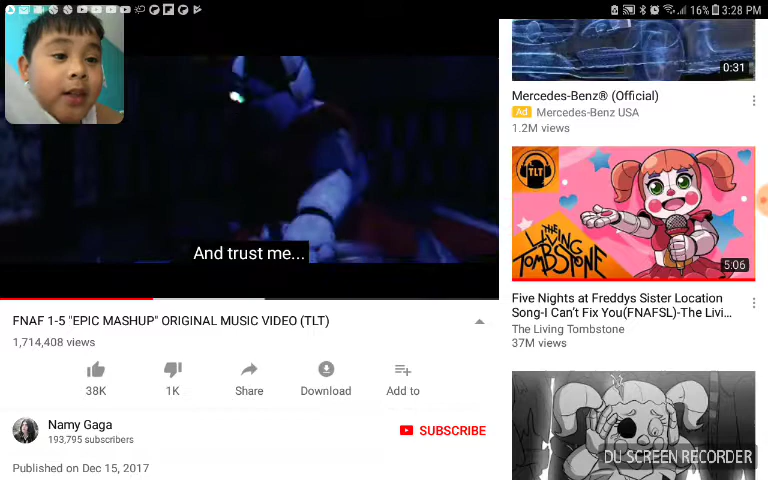 16% 3:28 PM
0:31
Mercedes-Benz® (Official)
Ad Mercedes-Benz USA
1.2M views
And trust me...
TLT
THE LIVING TOMBSTONE
5:06
FNAF 1-5 "EPIC MASHUP" ORIGINAL MUSIC VIDEO (TLT)
1,714,408 views
Five Nights at Freddys Sister Location
Song-I Can't Fix You(FNAFSL)-The Livi...
The Living Tombstone
37M views
38K 1K Share Download Add to
Namy Gaga
193,795 subscribers
SUBSCRIBE
Published on Dec 15, 2017
DU SCREEN RECORDER